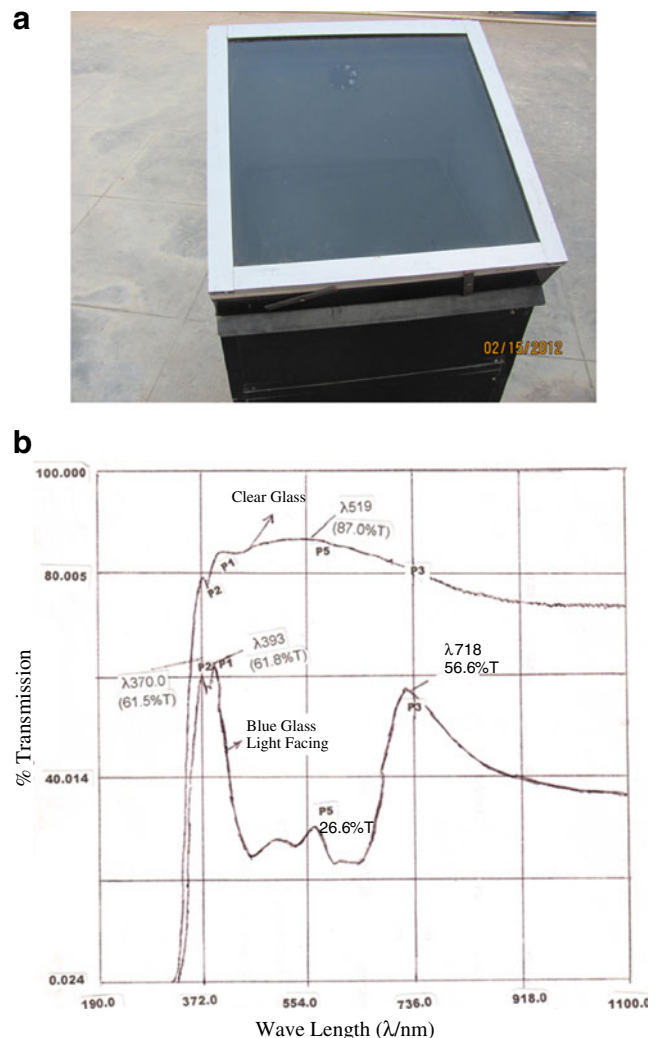 a
02/15/2012
b
100.000
Clear Glass
λ519
(87.0%T)
P1
P5
80.005
P2
P3
λ393
(61.8%T)
P2
P1
λ370.0
(61.5%T)
λ718
56.6%T
P3
Blue Glass
Light Facing
% Transmission
40.014
P5
26.6%T
0.024
190.0
372.0
554.0
736.0
918.0
1100.0
Wave Length (λ/nm)